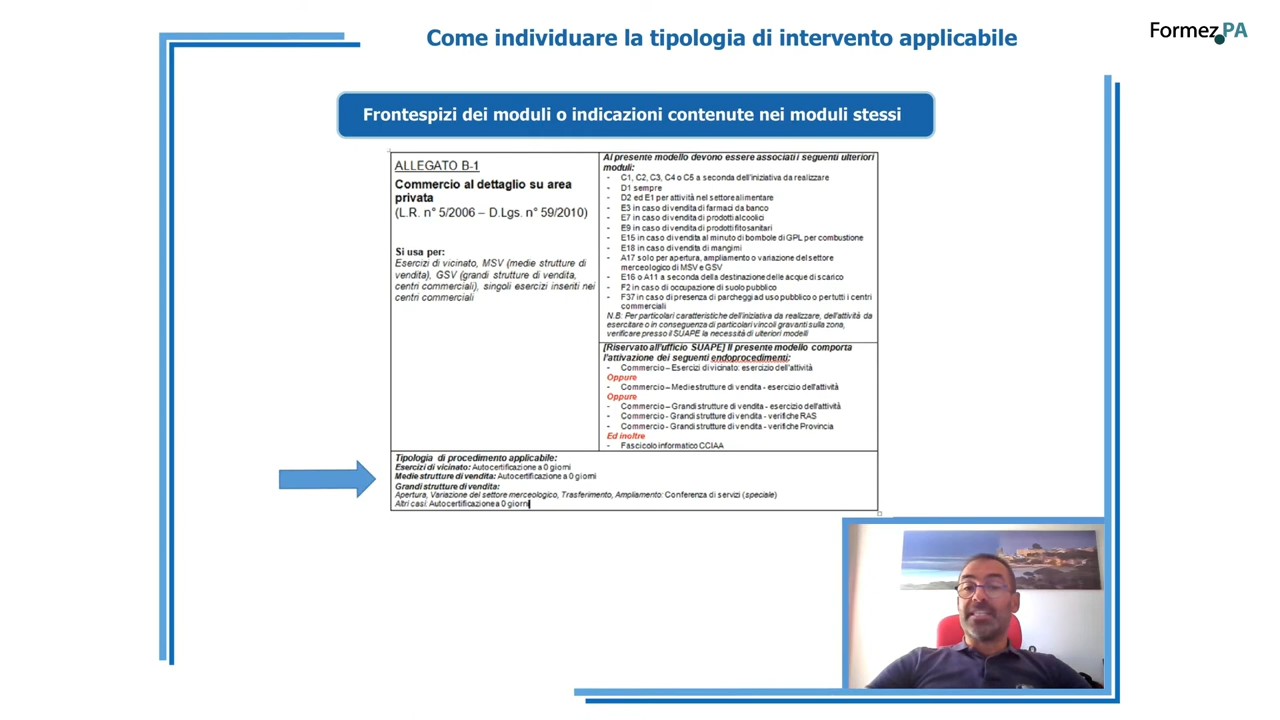 Come individuare la tipologia di intervento applicabile
Formez.PA
Frontespizi dei moduli o indicazioni contenute nei moduli stessi
ALLEGATO B-1
Commercio al dettaglio su area
privata
(L.R. n° 5/2006 – D.Lgs. n° 59/2010)
Si usa per:
Esercizi di vicinato, MSV (medie strutture di
vendita), GSV (grandi strutture di vendita,
centri commerciali), singoli esercizi inseriti nei
centri commerciali
Al presente modello devono essere associati i seguenti ulteriori
moduli:
- C1, C2, C3, C4 o C5 a seconda dell'iniziativa da realizzare
- D1 sempre
- D2 ed E1 per attività nel settore alimentare
- E3 in caso di vendita di farmaci da banco
- E7 in caso di vendita di prodotti alcoolici
- E9 in caso di vendita di prodotti fitosanitari
- E15 in caso di vendita al minuto di bombole di GPL per combustione
- E18 in caso di vendita di mangimi
- A17 solo per apertura, ampliamento o variazione del settore
merceologico di MSV e GSV
- E16 o A11 a seconda della destinazione delle acque di scarico
- F2 in caso di occupazione di suolo pubblico
- F37 in caso di presenza di parcheggi ad uso pubblico o per tutti i centri
commerciali
N.B: Per particolari caratteristiche dell'iniziativa da realizzare, dell'attività da
esercitare o in conseguenza di particolari vincoli gravanti sulla zona,
verificare presso il SUAPE la necessità di ulteriori modelli
[Riservato all'ufficio SUAPE] Il presente modello comporta
l'attivazione dei seguenti endoprocedimenti:
- Commercio – Esercizi di vicinato: esercizio dell'attività
Oppure
- Commercio – Medie strutture di vendita - esercizio dell'attività
Oppure
- Commercio – Grandi strutture di vendita - esercizio dell'attività
- Commercio - Grandi strutture di vendita - verifiche RAS
- Commercio - Grandi strutture di vendita - verifiche Provincia
Ed inoltre
- Fascicolo informatico CCIAA
Tipologia di procedimento applicabile:
Esercizi di vicinato: Autocertificazione a 0 giorni
Medie strutture di vendita: Autocertificazione a 0 giorni
Grandi strutture di vendita:
Apertura, Variazione del settore merceologico, Trasferimento, Ampliamento: Conferenza di servizi (speciale)
Altri casi: Autocertificazione a 0 giorni